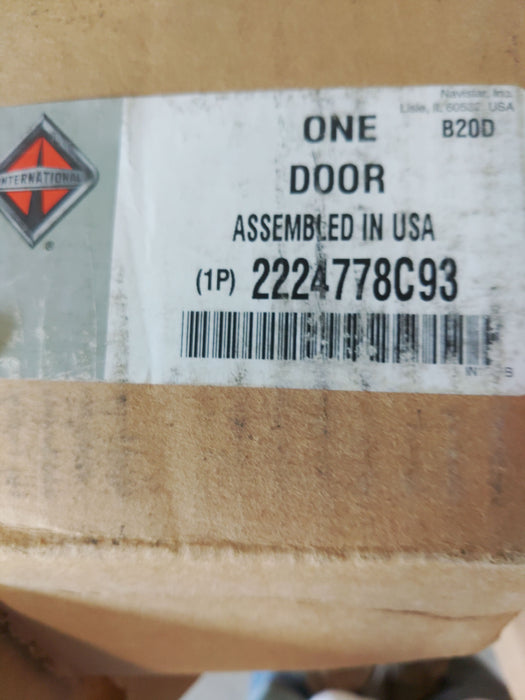 Navistar, Inc.
Lisle, IL 60532 USA
ONE B20D
DOOR
INTERNATIONAL
®
ASSEMBLED IN USA
(1P) 2224778C93